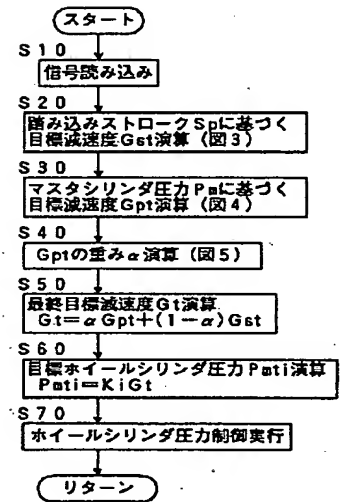 スタート
S10
信号読み込み
S20
踏み込みストロークSpに基づく
目標減速度Gst演算(図3)
S30
マスタシリンダ圧力Pmに基づく
目標減速度Gpt演算(図4)
S40
Gptの重みα演算(図5)
S50
最終目標減速度Gt演算
Gt=αGpt+(1-α)Gst
S60
目標ホイールシリンダ圧力Pmti演算
Pmti=KiGt
S70
ホイールシリンダ圧力制御実行
リターン